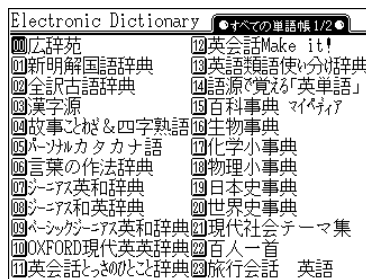 Electronic Dictionary ●すべての単語帳1/2●
00広辞苑
01新明解国語辞典
02全訳古語辞典
03漢字源
04故事ことわざ&四字熟語
05パーソナルカタカナ語
06言葉の作法辞典
07ジーニアス英和辞典
08ジーニアス和英辞典
09ベーシックジーニアス英和辞典
10OXFORD現代英英辞典
11英会話とっさのひとこと辞典
12英会話Make it!
13英語類語使い分け辞典
14語源で覚える「英単語」
15百科事典 マイペディア
16生物事典
17化学小事典
18物理小事典
19日本史事典
20世界史事典
21現代社会テーマ集
22百人一首
23旅行会話 英語